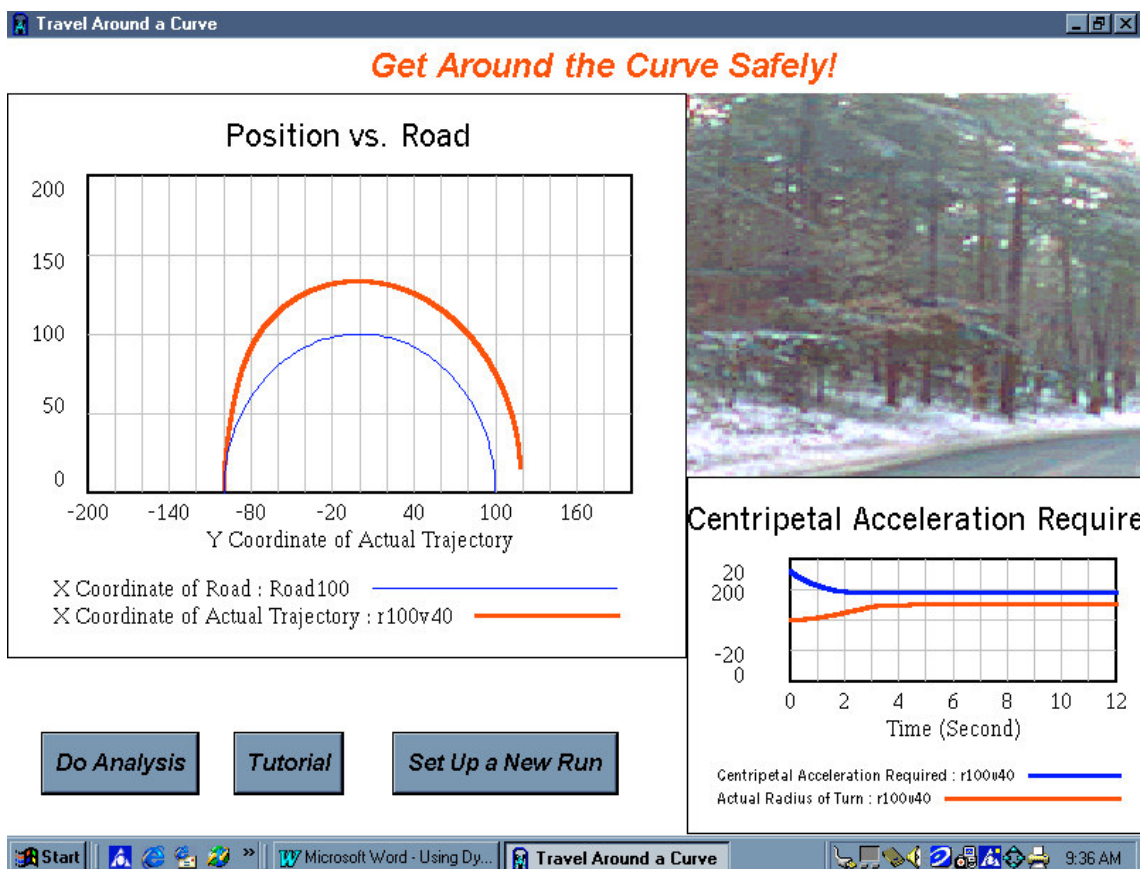 Travel Around a Curve
Get Around the Curve Safely!
Position vs. Road
200
150
100
50
0
-200 -140 -80 -20 40 100 160
Y Coordinate of Actual Trajectory
X Coordinate of Road : Road100
X Coordinate of Actual Trajectory : r100v40
Centripetal Acceleration Require
20
200
-20
0
0 2 4 6 8 10 12
Time (Second)
Centripetal Acceleration Required : r100v40
Actual Radius of Turn : r100v40
Do Analysis
Tutorial
Set Up a New Run
Start
»
Microsoft Word - Using Dy...
Travel Around a Curve
9:36 AM